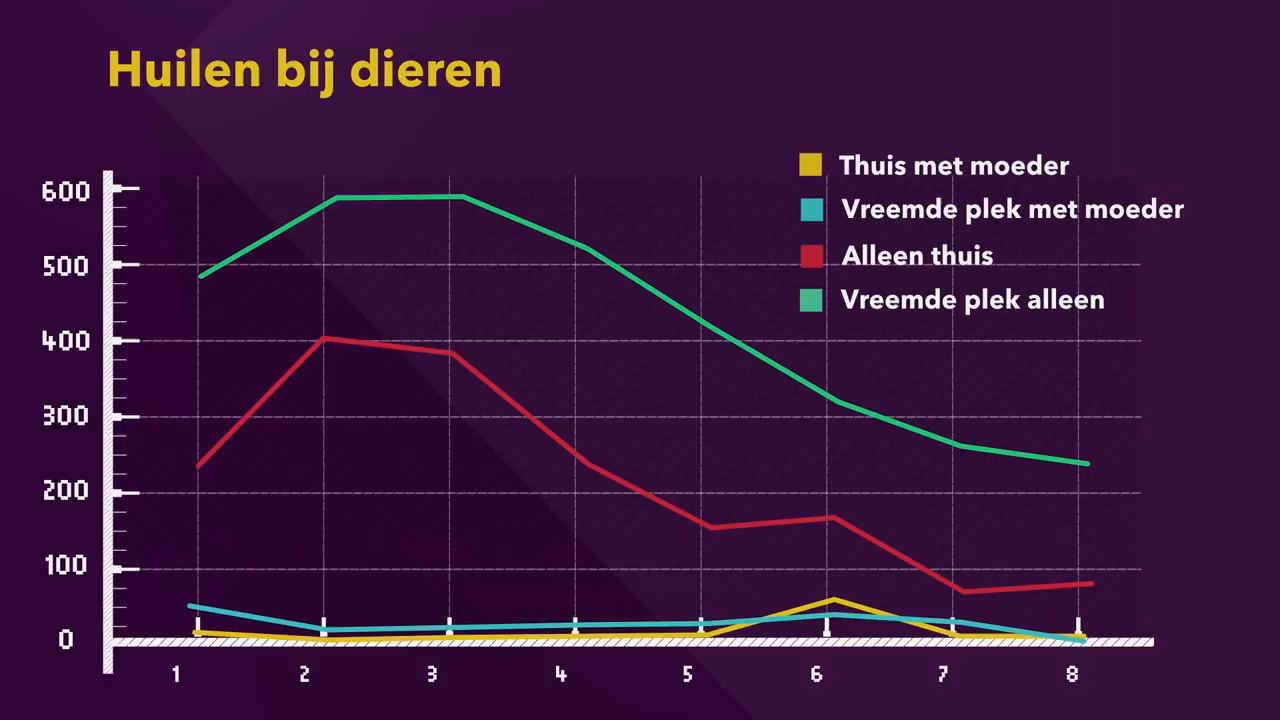 Huilen bij dieren
Thuis met moeder
Vreemde plek met moeder
Alleen thuis
Vreemde plek alleen
600
500
400
300
200
100
0
1 2 3 4 5 6 7 8